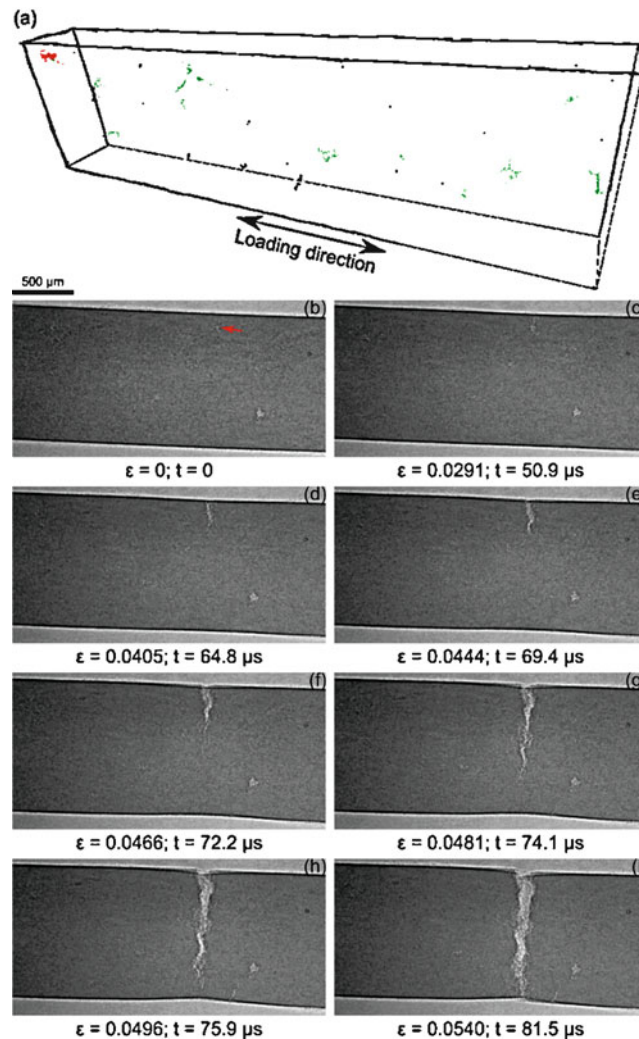 (a)
Loading direction
500 µm
(b)
(c)
ε = 0; t = 0
ε = 0.0291; t = 50.9 µs
(d)
(e)
ε = 0.0405; t = 64.8 µs
ε = 0.0444; t = 69.4 µs
(f)
(g)
ε = 0.0466; t = 72.2 µs
ε = 0.0481; t = 74.1 µs
(h)
ε = 0.0496; t = 75.9 µs
ε = 0.0540; t = 81.5 µs